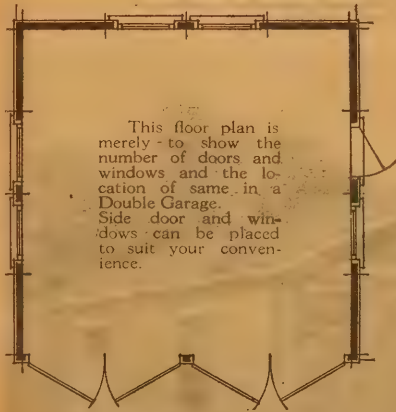 This floor plan is
merely to show the
number of doors and
windows and the lo-
cation of same in a
Double Garage.
Side door and win-
dows can be placed
to suit your conven-
ience.